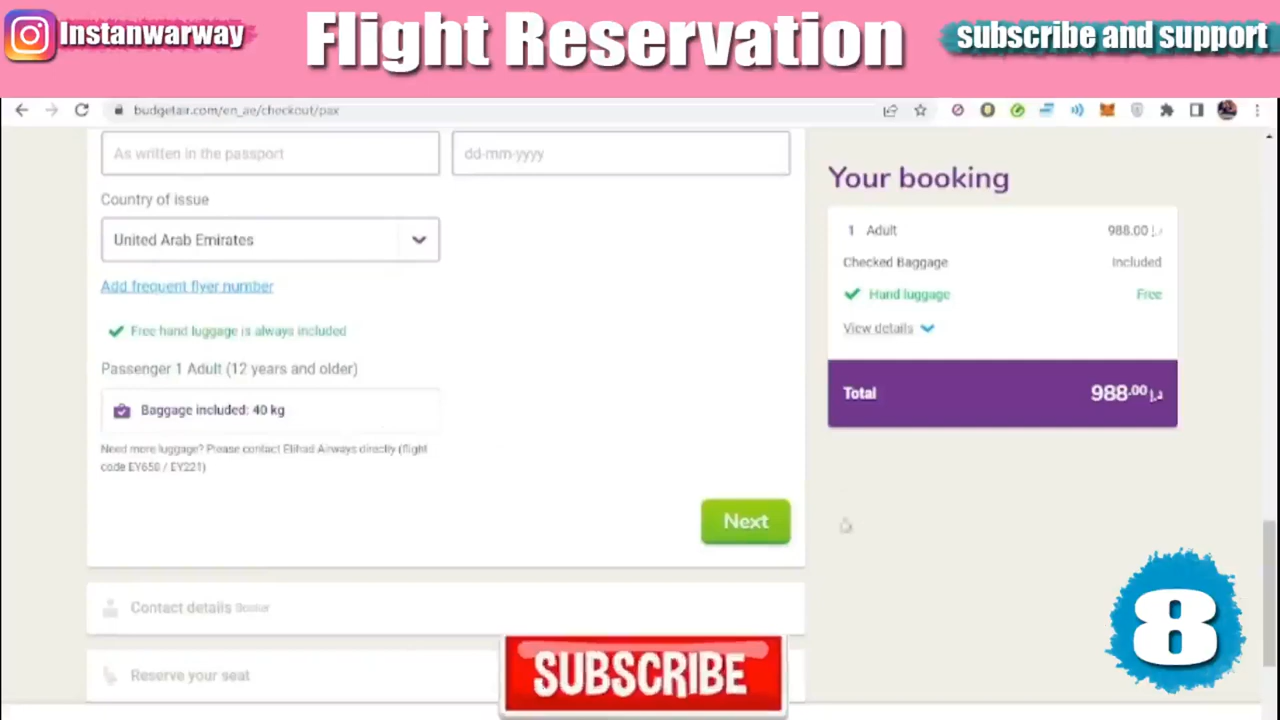 Instanwarway
Flight Reservation
subscribe and support
budgetair.com/en_ae/checkout/pax
As written in the passport
dd-mm-yyyy
Country of issue
United Arab Emirates
Add frequent flyer number
Free hand luggage is always included
Passenger 1 Adult (12 years and older)
Baggage included: 40 kg
Need more luggage? Please contact Etihad Airways directly (flight
code EY650 / EY221)
Next
Contact details Booker
Reserve your seat
Your booking
1 Adult 988.00 د.إ
Checked Baggage Included
Hand luggage Free
View details
Total 988.00 د.إ
SUBSCRIBE
8